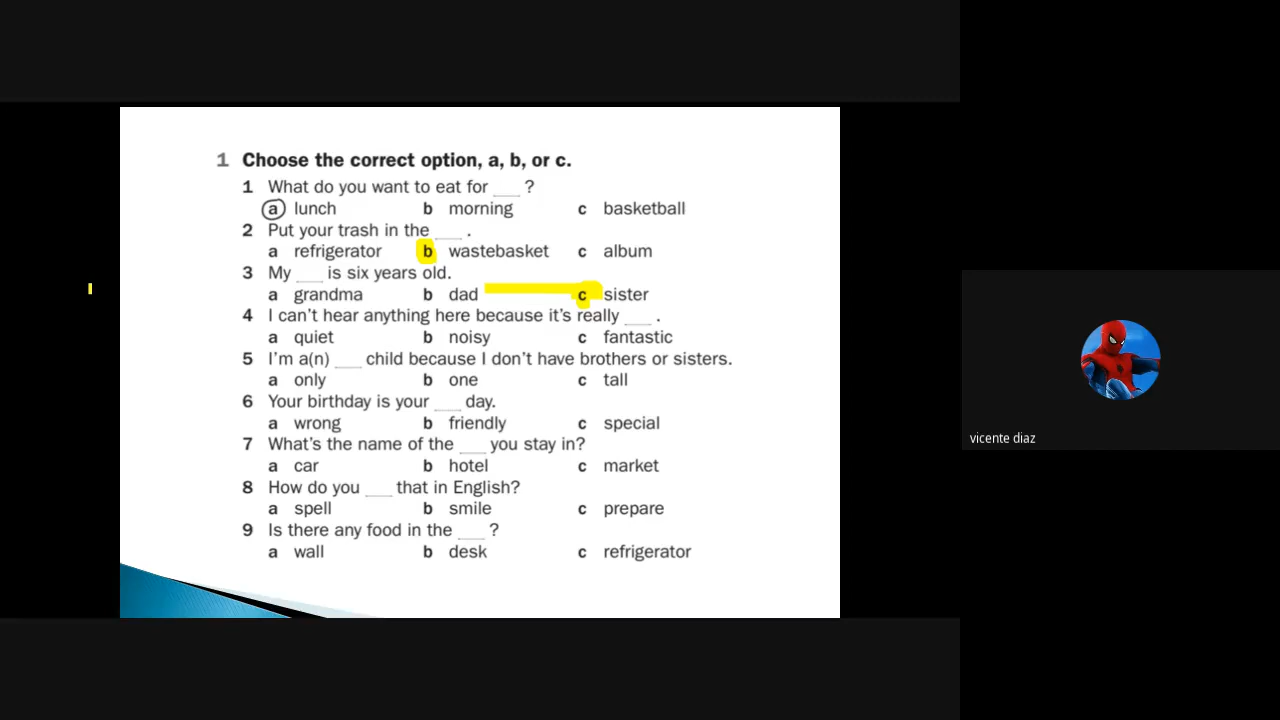 1 Choose the correct option, a, b, or c.
1 What do you want to eat for ___ ?
a lunch b morning c basketball
2 Put your trash in the ___ .
a refrigerator b wastebasket c album
3 My ___ is six years old.
a grandma b dad c sister
4 I can't hear anything here because it's really ___ .
a quiet b noisy c fantastic
5 I'm a(n) ___ child because I don't have brothers or sisters.
a only b one c tall
6 Your birthday is your ___ day.
a wrong b friendly c special
7 What's the name of the ___ you stay in?
a car b hotel c market
8 How do you ___ that in English?
a spell b smile c prepare
9 Is there any food in the ___ ?
a wall b desk c refrigerator
vicente diaz